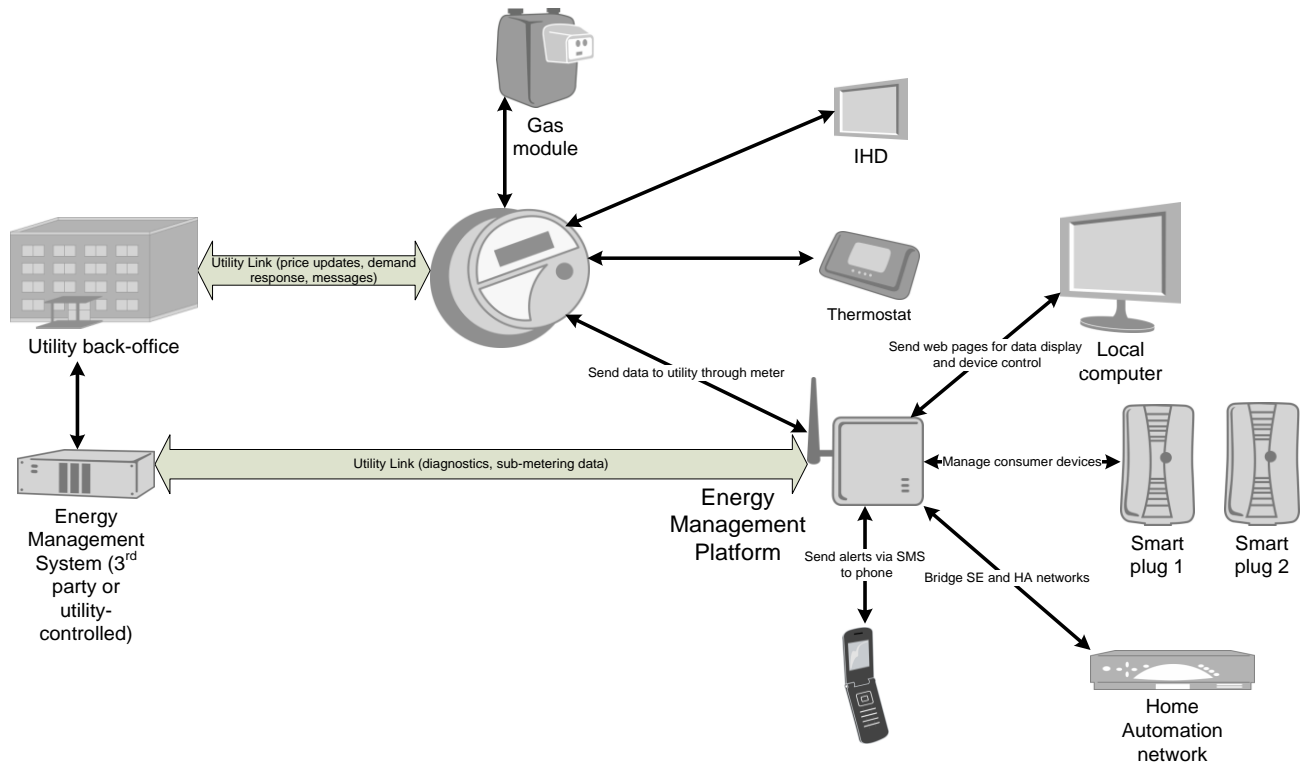 Gas
module
IHD
Utility Link (price updates, demand
response, messages)
Utility back-office
Thermostat
Send web pages for data display
and device control
Local
computer
Send data to utility through meter
Utility Link (diagnostics, sub-metering data)
Manage consumer devices
Energy
Management
Platform
Energy
Management
System (3rd
party or
utility-
controlled)
Smart
plug 1
Smart
plug 2
Send alerts via SMS
to phone
Bridge SE and HA networks
Home
Automation
network